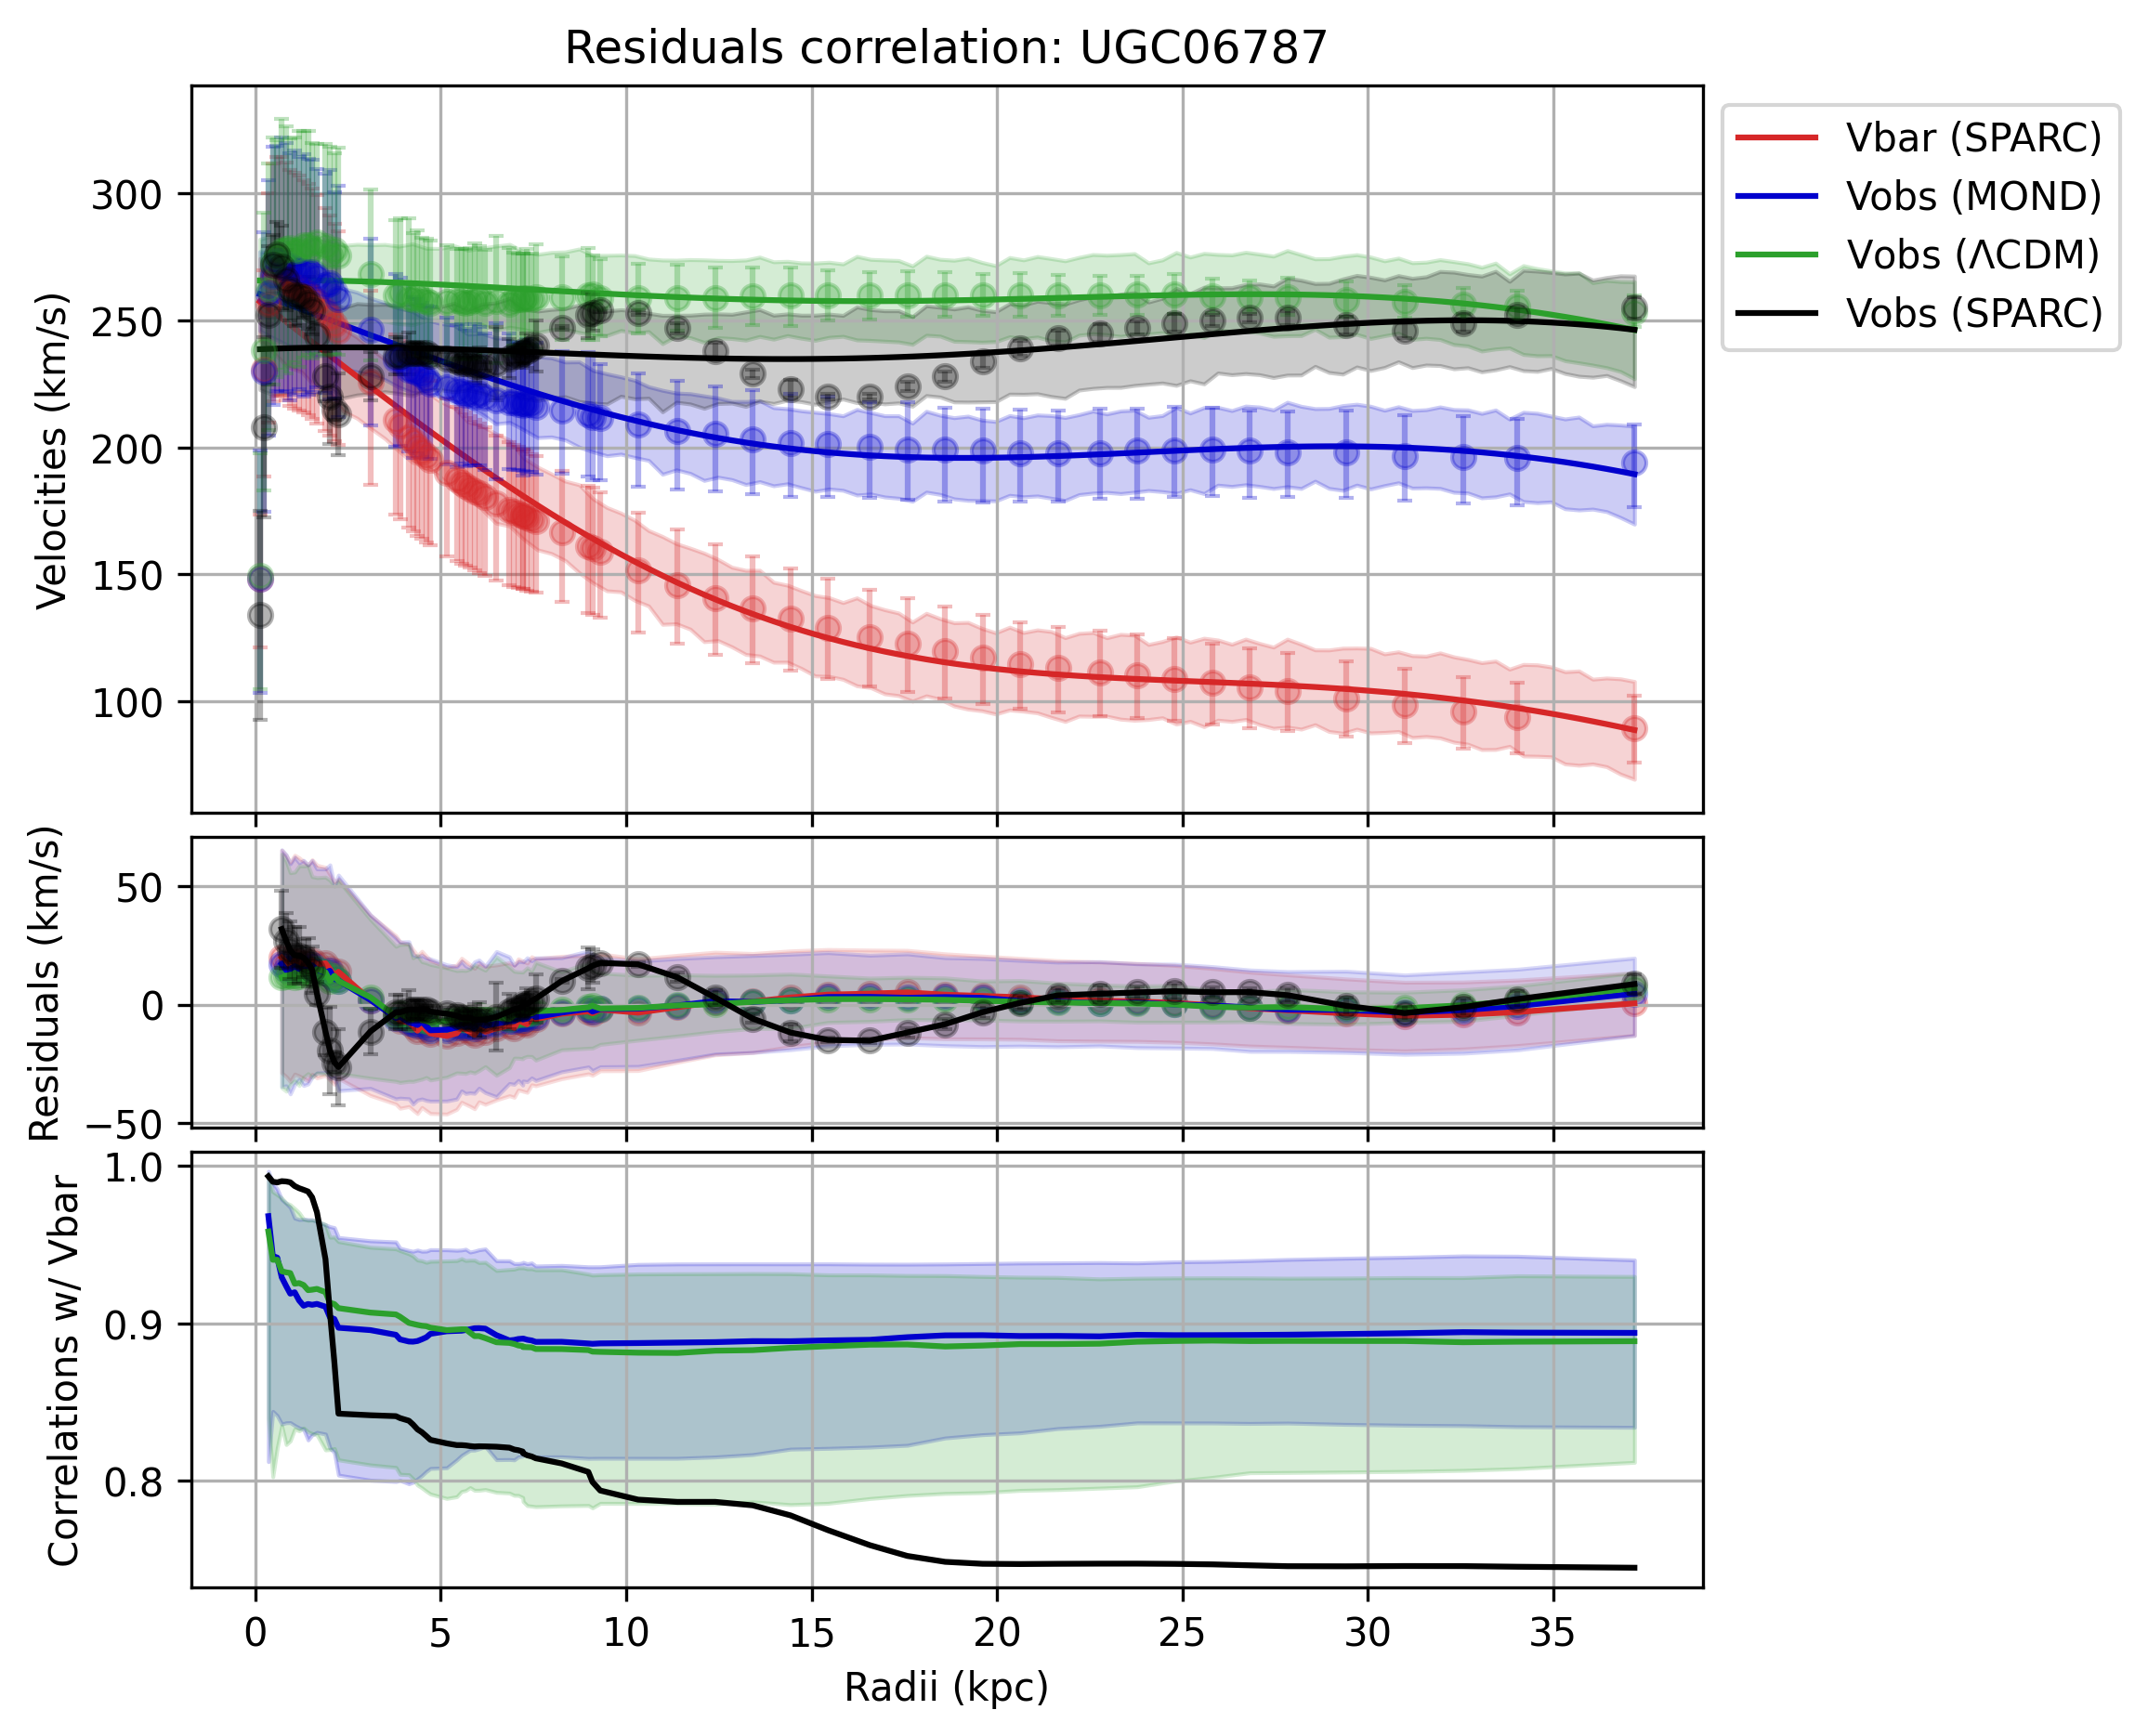 Residuals correlation: UGC06787
Vbar (SPARC)
Vobs (MOND)
Vobs (ΛCDM)
Vobs (SPARC)
Velocities (km/s)
300
250
200
150
100
Residuals (km/s)
50
0
−50
Correlations w/ Vbar
1.0
0.9
0.8
0 5 10 15 20 25 30 35
Radii (kpc)